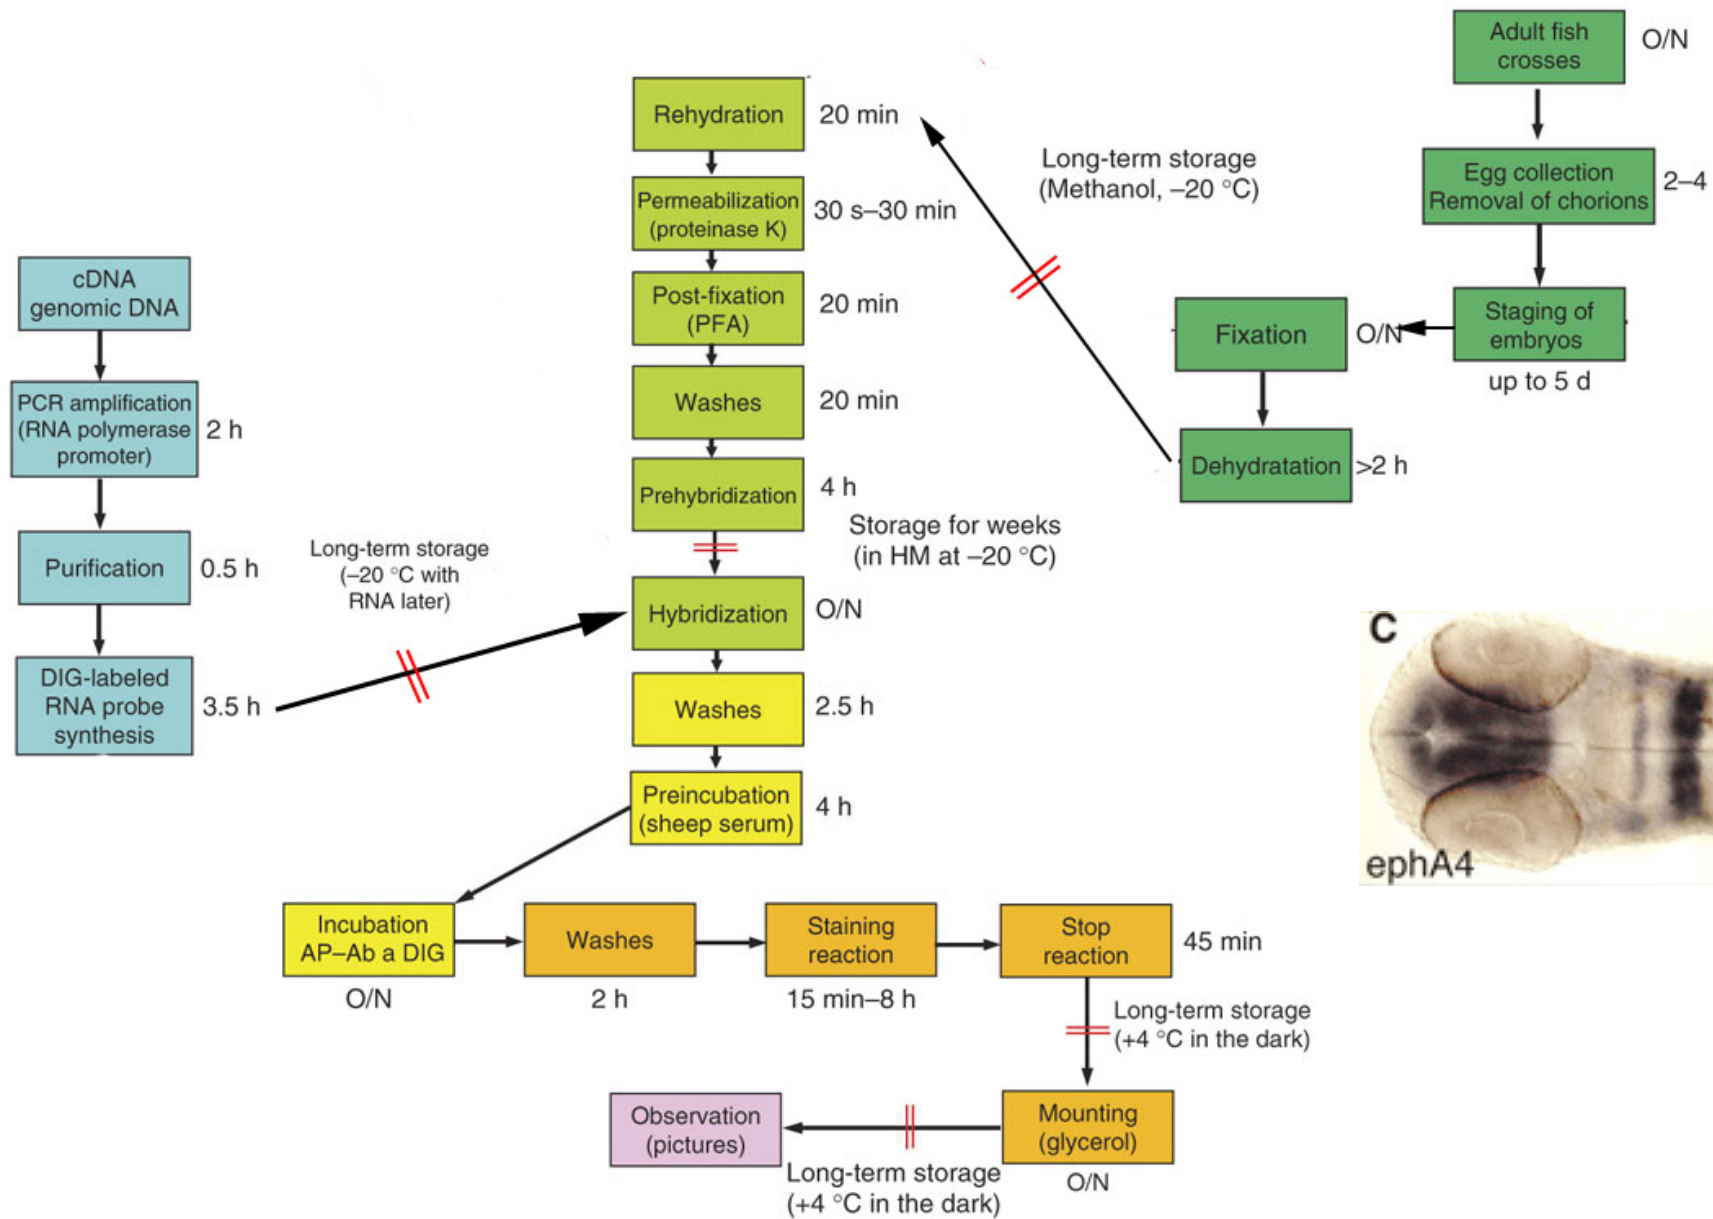 Adult fish
crosses
O/N
Egg collection
Removal of chorions
2–4
Staging of
embryos
up to 5 d
Fixation
O/N
Dehydratation
>2 h
Long-term storage
(Methanol, –20 °C)
Rehydration
20 min
Permeabilization
(proteinase K)
30 s–30 min
Post-fixation
(PFA)
20 min
Washes
20 min
Prehybridization
4 h
Storage for weeks
(in HM at –20 °C)
cDNA
genomic DNA
PCR amplification
(RNA polymerase
promoter)
2 h
Purification
0.5 h
DIG-labeled
RNA probe
synthesis
3.5 h
Long-term storage
(–20 °C with
RNA later)
Hybridization
O/N
Washes
2.5 h
Preincubation
(sheep serum)
4 h
Incubation
AP–Ab a DIG
O/N
Washes
2 h
Staining
reaction
15 min–8 h
Stop
reaction
45 min
Long-term storage
(+4 °C in the dark)
Mounting
(glycerol)
O/N
Long-term storage
(+4 °C in the dark)
Observation
(pictures)
C
ephA4